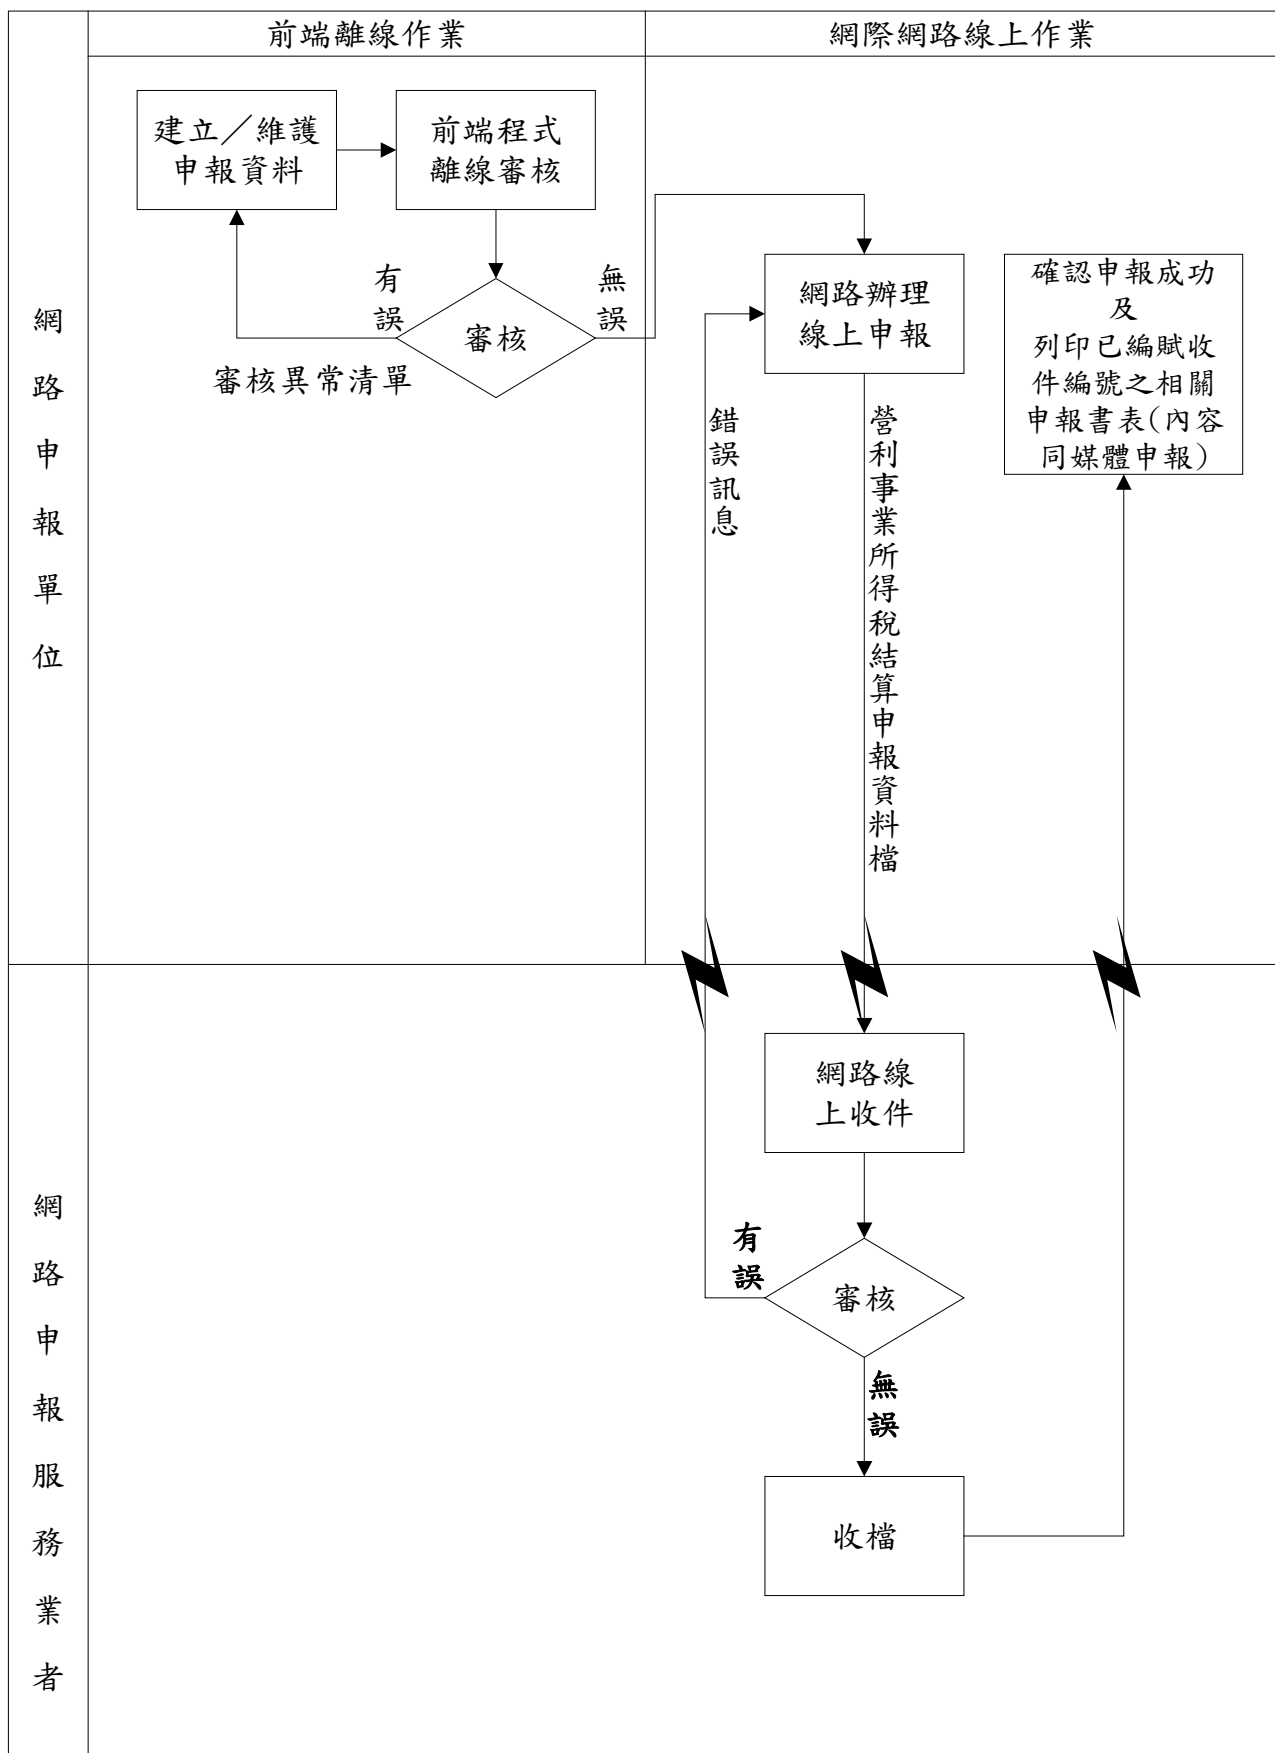 前端離線作業
網際網路線上作業
網路申報單位
建立／維護
申報資料
前端程式
離線審核
有誤
審核
無誤
審核異常清單
網路辦理
線上申報
確認申報成功
及
列印已編賦收
件編號之相關
申報書表(內容
同媒體申報)
錯誤訊息
營利事業所得稅結算申報資料檔
網路申報服務業者
網路線
上收件
有誤
審核
無誤
收檔